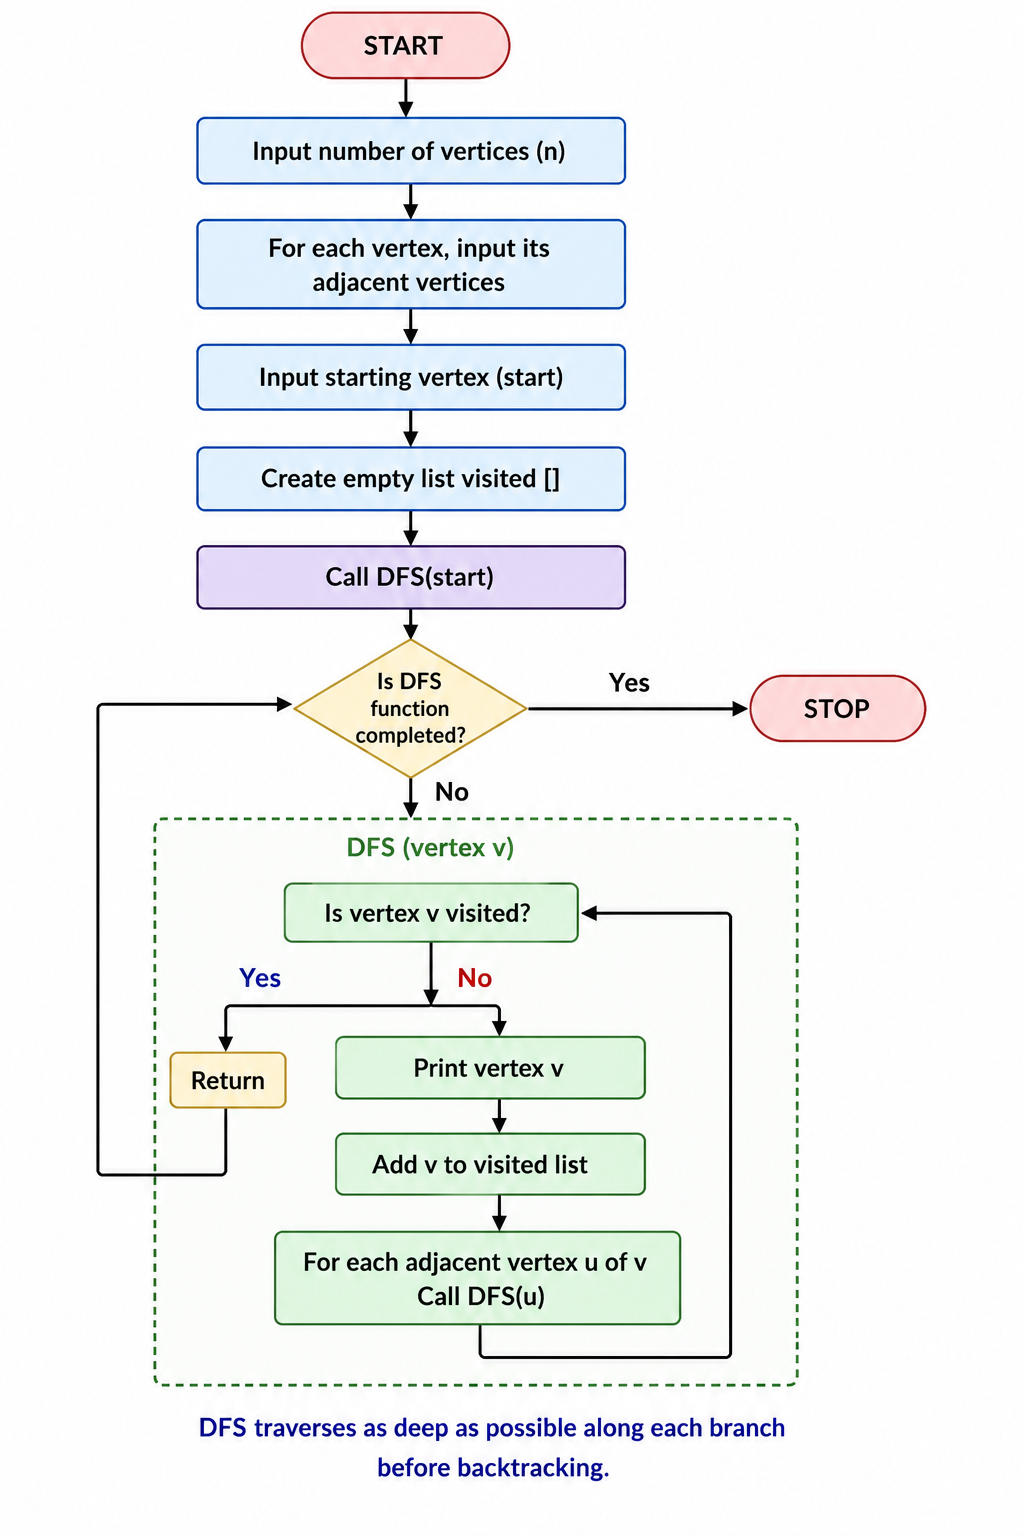 START
Input number of vertices (n)
For each vertex, input its
adjacent vertices
Input starting vertex (start)
Create empty list visited []
Call DFS(start)
Is DFS
function
completed?
Yes
STOP
No
DFS (vertex v)
Is vertex v visited?
Yes
No
Print vertex v
Return
Add v to visited list
For each adjacent vertex u of v
Call DFS(u)
DFS traverses as deep as possible along each branch
before backtracking.